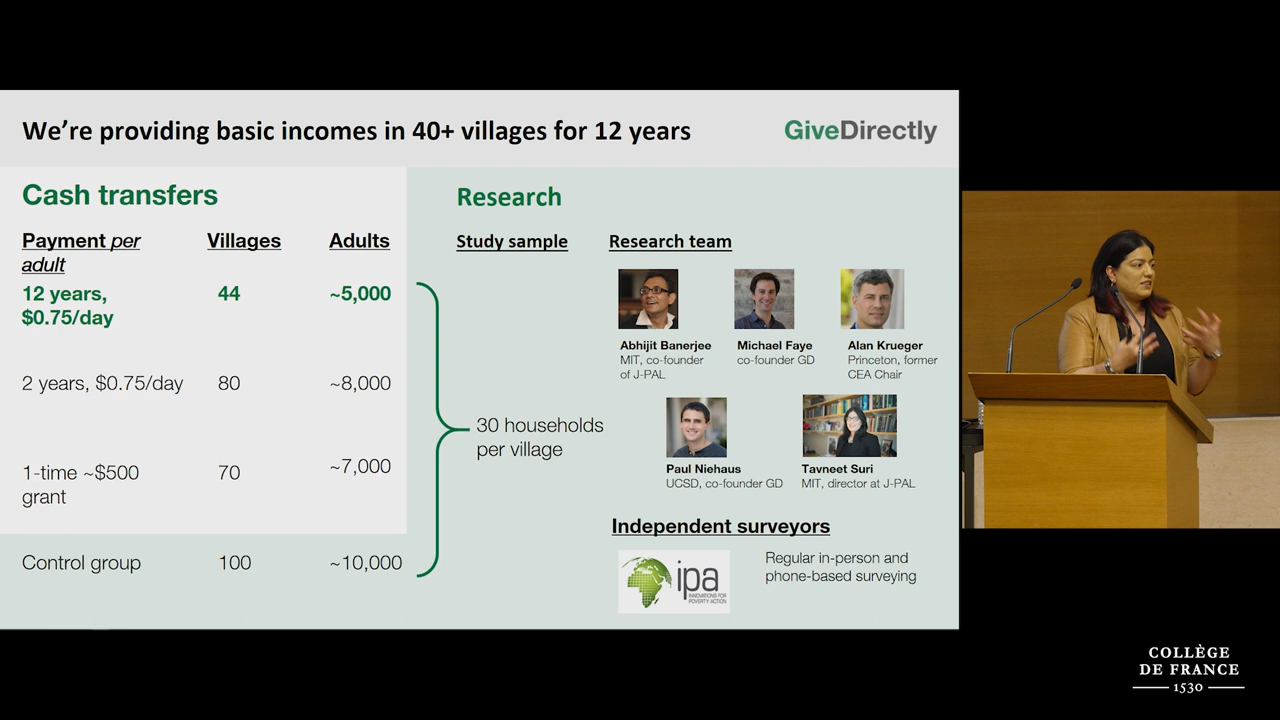 We're providing basic incomes in 40+ villages for 12 years
GiveDirectly
Cash transfers
Payment per
adult
Villages
Adults
12 years,
$0.75/day
44
~5,000
2 years, $0.75/day
80
~8,000
1-time ~$500
grant
70
~7,000
Control group
100
~10,000
Research
Study sample
30 households
per village
Research team
Abhijit Banerjee
MIT, co-founder
of J-PAL
Michael Faye
co-founder GD
Alan Krueger
Princeton, former
CEA Chair
Paul Niehaus
UCSD, co-founder GD
Tavneet Suri
MIT, director at J-PAL
Independent surveyors
ipa
INNOVATIONS FOR
POVERTY ACTION
Regular in-person and
phone-based surveying
COLLÈGE
DE FRANCE
1530